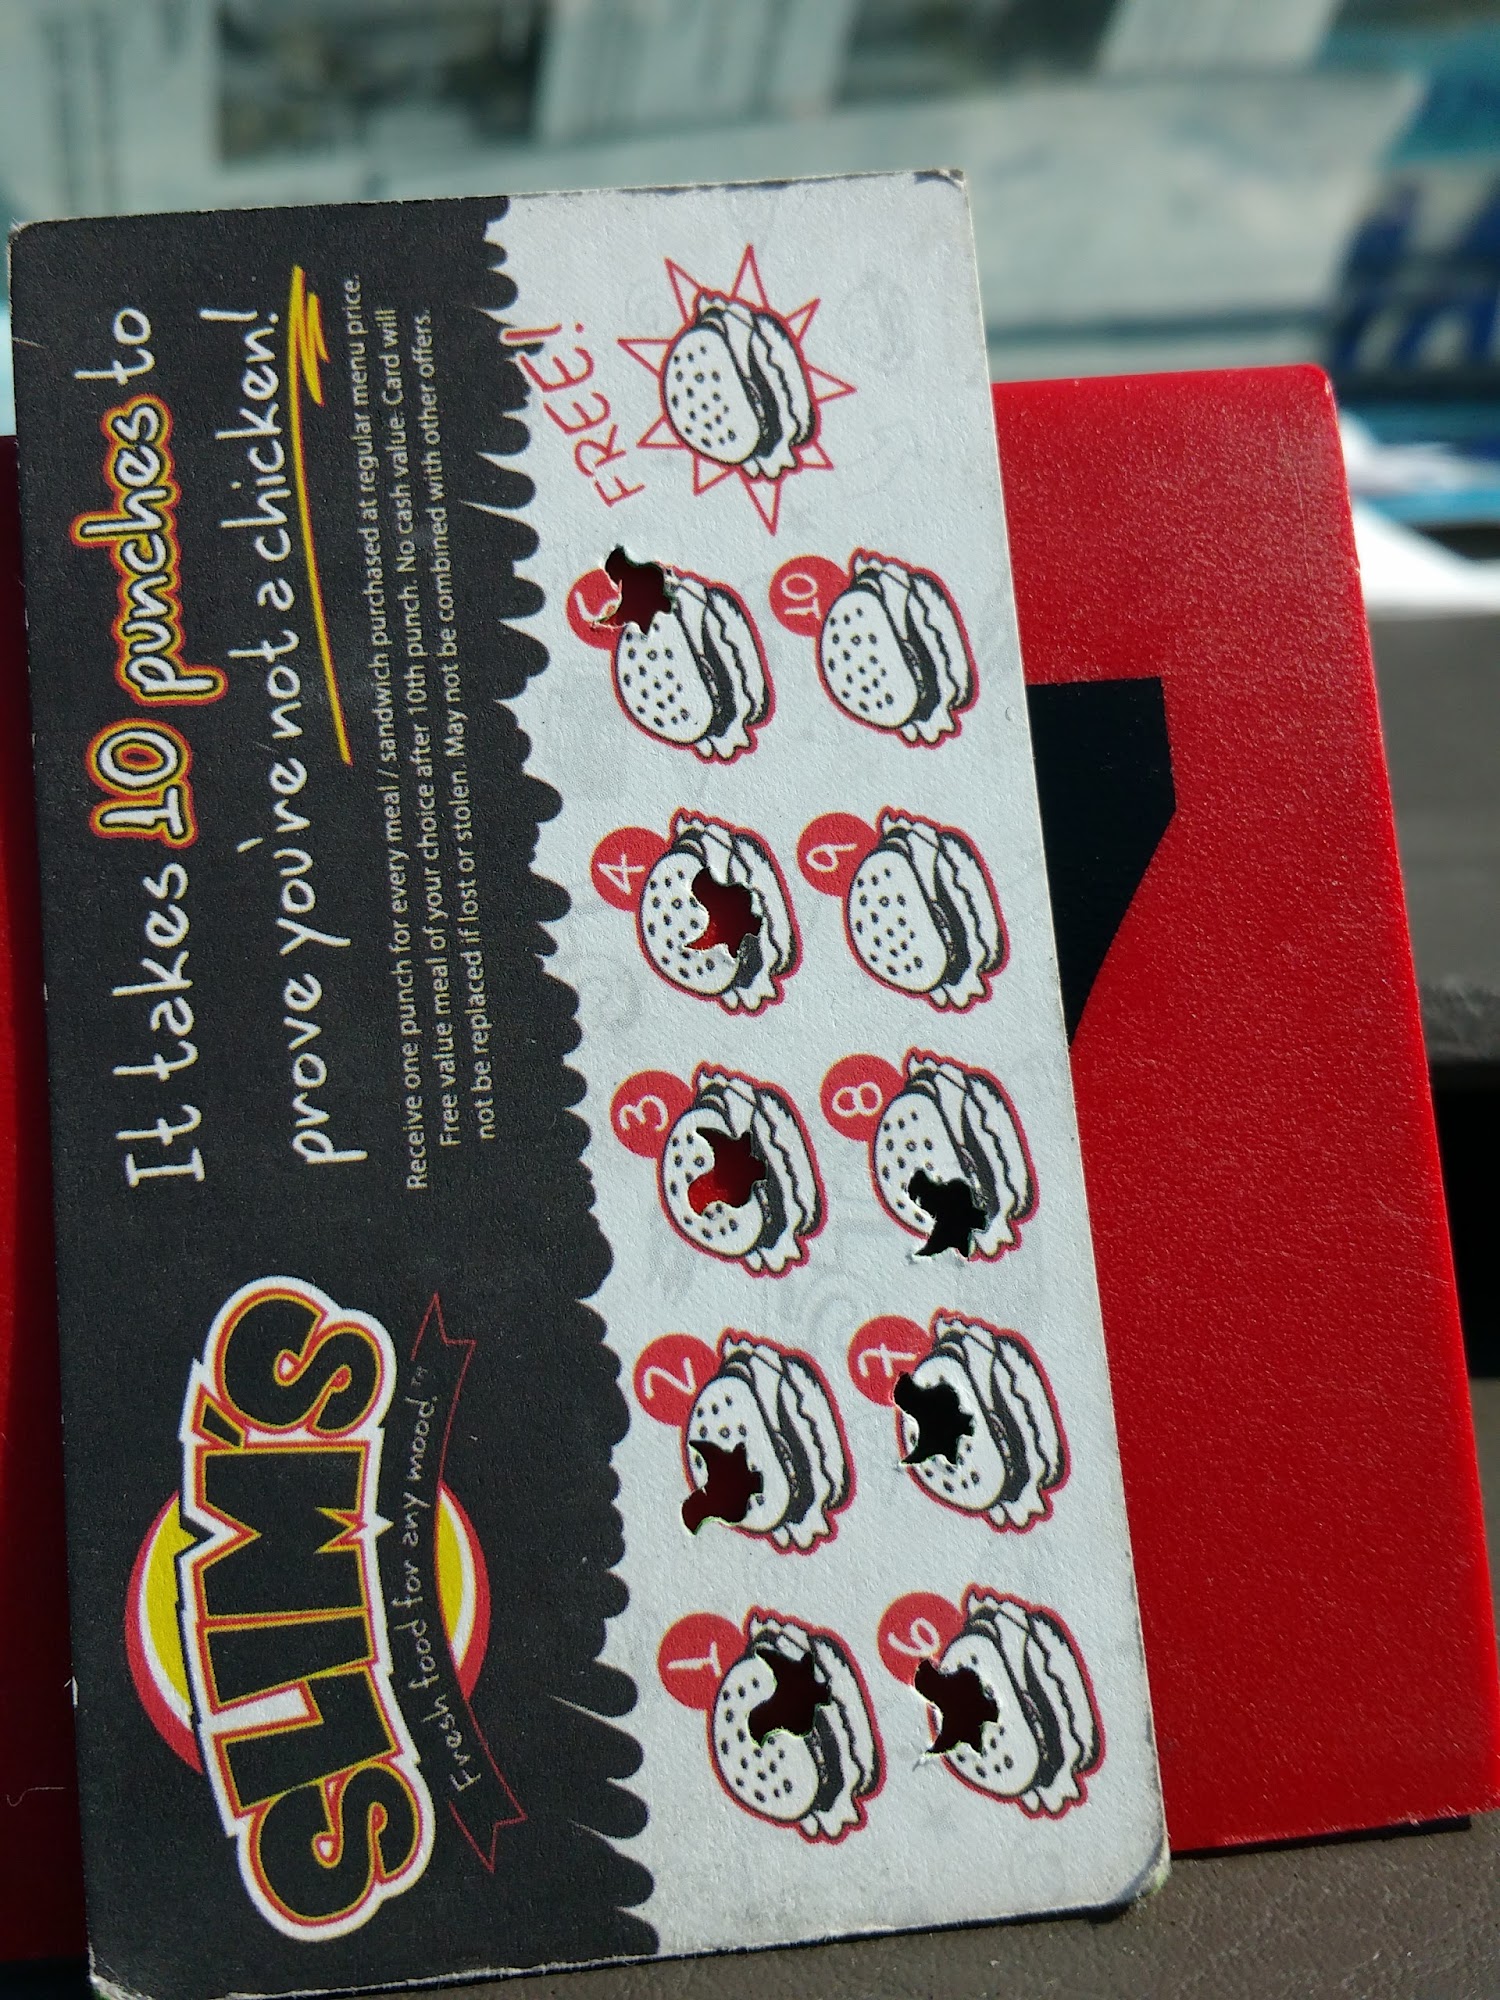 SLIM'S
Fresh food for any mood.™
It takes 10 punches to
prove you're not a chicken!
Receive one punch for every meal / sandwich purchased at regular menu price.
Free value meal of your choice after 10th punch. No cash value. Card will
not be replaced if lost or stolen. May not be combined with other offers.
1
2
3
4
FREE!
6
7
8
9
10